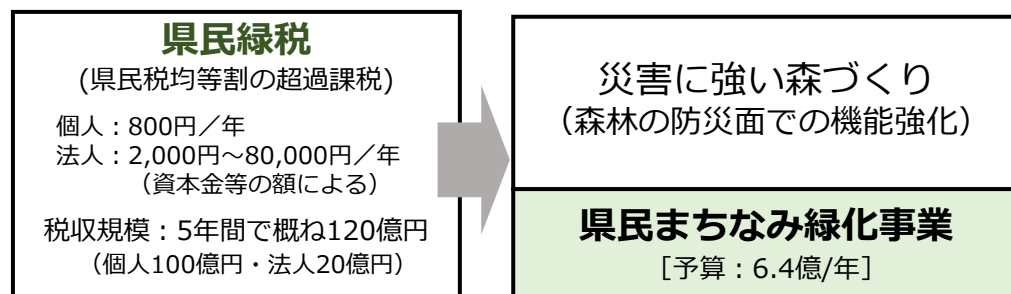 県民緑税
(県民税均等割の超過課税)
個人：800円／年
法人：2,000円～80,000円／年
（資本金等の額による）
税収規模：5年間で概ね120億円
（個人100億円・法人20億円）
災害に強い森づくり
（森林の防災面での機能強化）
県民まちなみ緑化事業
［予算：6.4億/年］